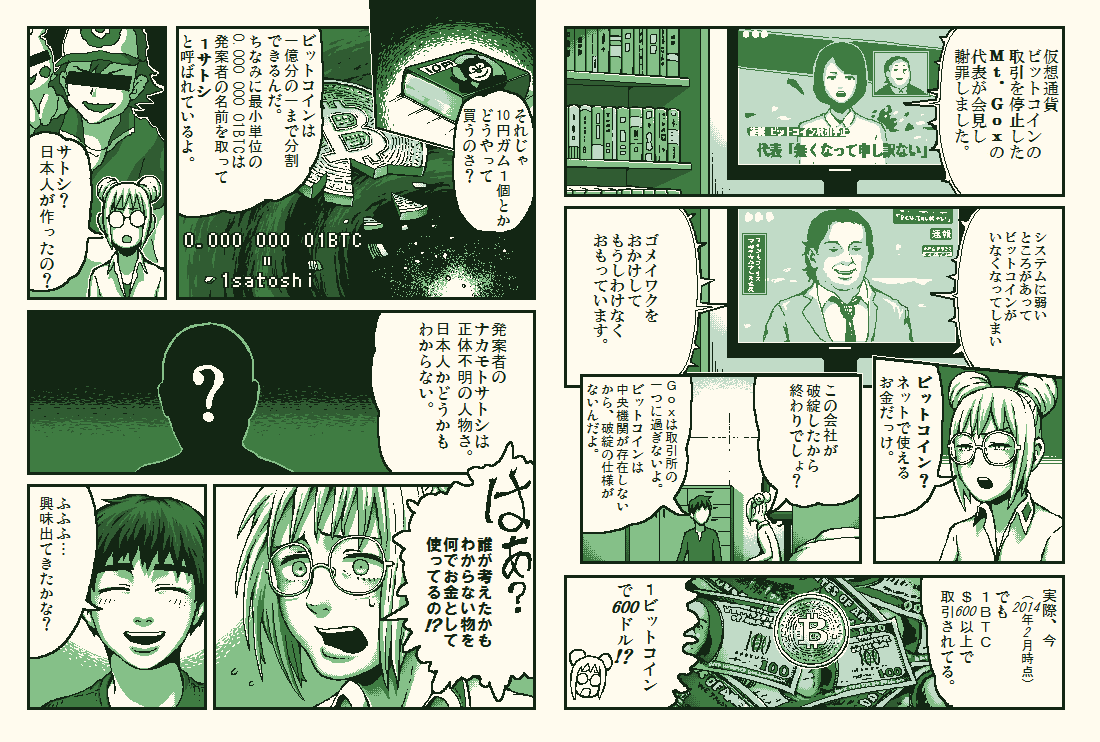 仮想通貨
ビットコインの
取引を停止した
Mt.Goxの
代表が会見し
謝罪しました。
速報 ビットコイン取引停止
代表「無くなって申し訳ない」
システムに弱い
ところがあって
ビットコインが
いなくなってしまい
速報
ゴメイワクを
おかけして
もうしわけなく
おもっています。
ビットコイン?
ネットで使える
お金だっけ。
この会社が
破綻したから
終わりでしょ?
Goxは取引所の
一つに過ぎないよ。
ビットコインは
中央機関が存在しない
から、破綻の仕様が
ないんだよ。
実際、今
(2014年2月時点)
でも
1BTC
$600以上で
取引されてる。
100
100
1ビットコイン
で600ドル!?
それじゃ
10円ガム1個とか
どうやって
買うのさ?
ビットコインは
一億分の一まで分割
できるんだ。
ちなみに最小単位の
0.000 000 01BTCは
発案者の名前を取って
1サトシ
と呼ばれているよ。
0.000 000 01BTC
=
1satoshi
サトシ?
日本人が作ったの?
発案者の
ナカモトサトシは
正体不明の人物さ。
日本人かどうかも
わからない。
?
はあ?
誰が考えたかも
わからない物を
何でお金として
使ってるの!?
ふふふ…
興味出てきたかな?